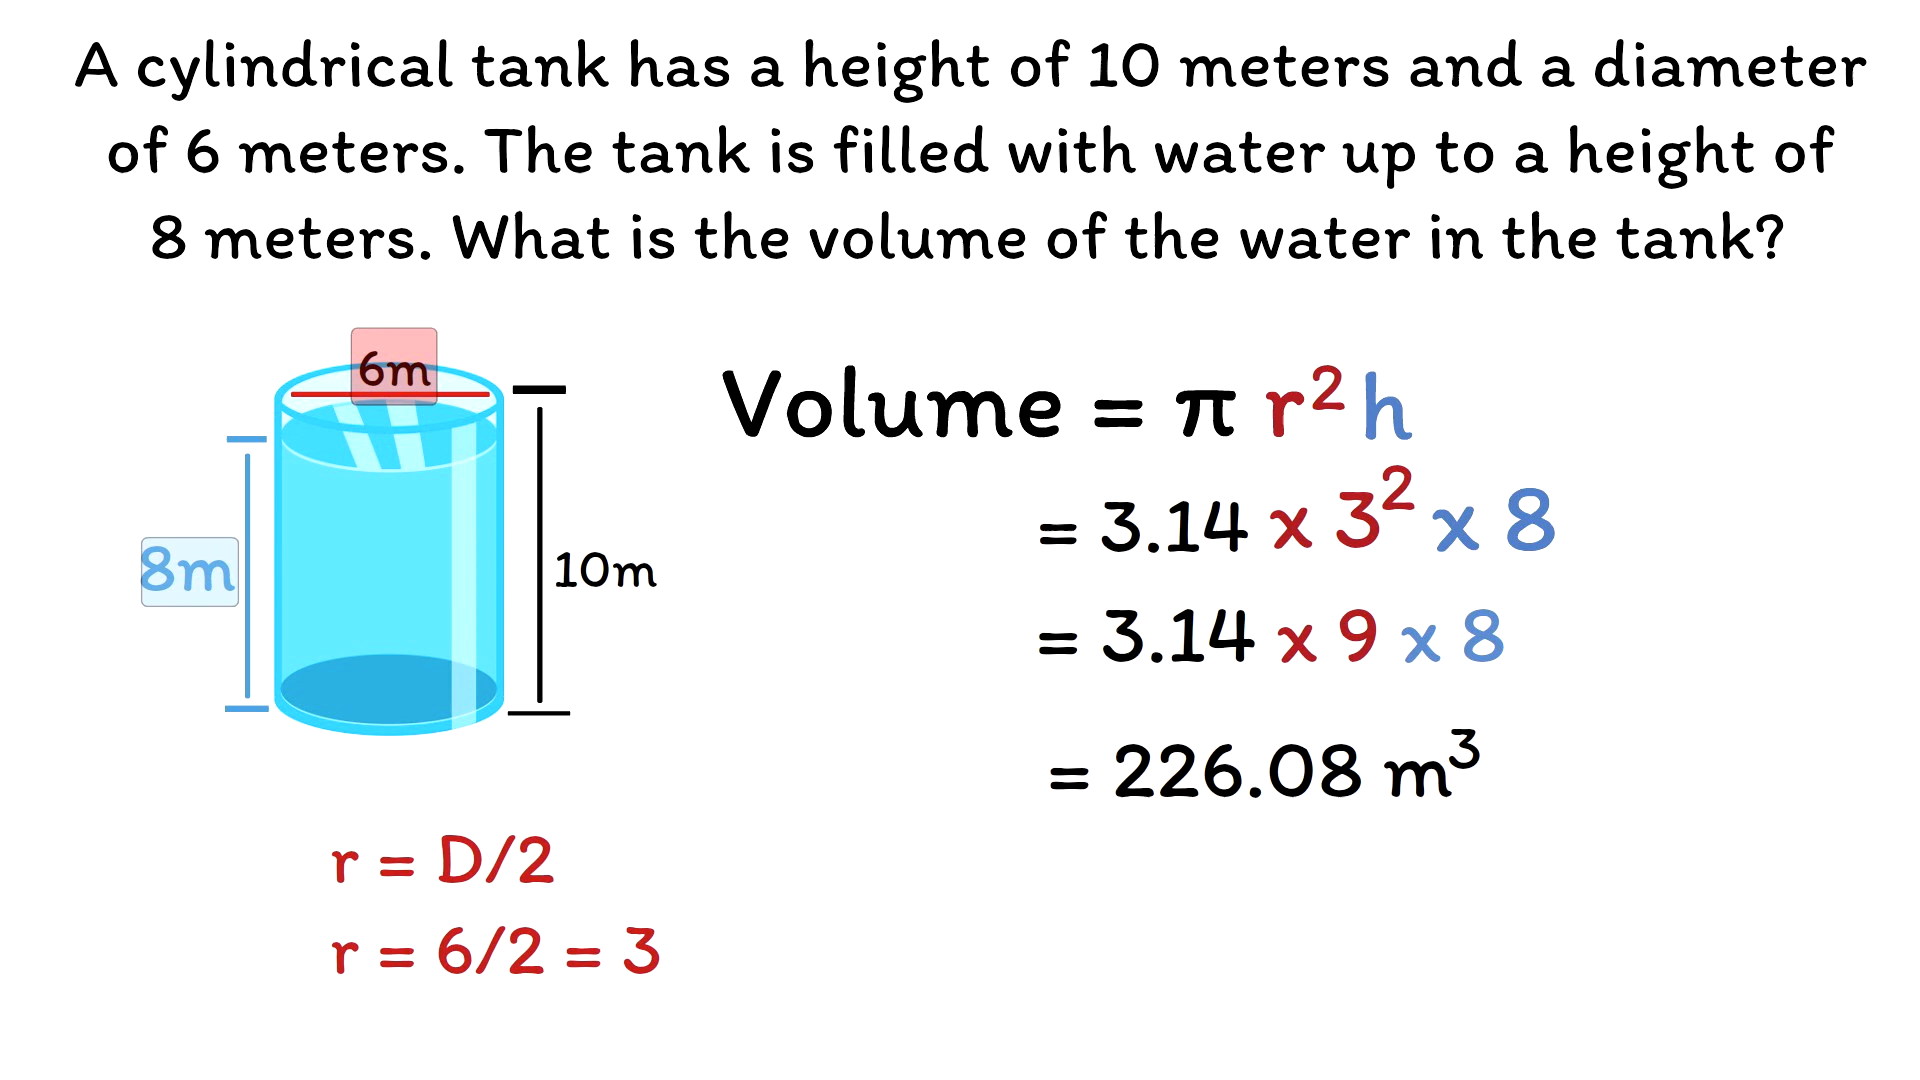 A cylindrical tank has a height of 10 meters and a diameter
of 6 meters. The tank is filled with water up to a height of
8 meters. What is the volume of the water in the tank?
6m
8m
10m
Volume = π r² h
= 3.14 x 3² x 8
= 3.14 x 9 x 8
= 226.08 m³
r = D/2
r = 6/2 = 3